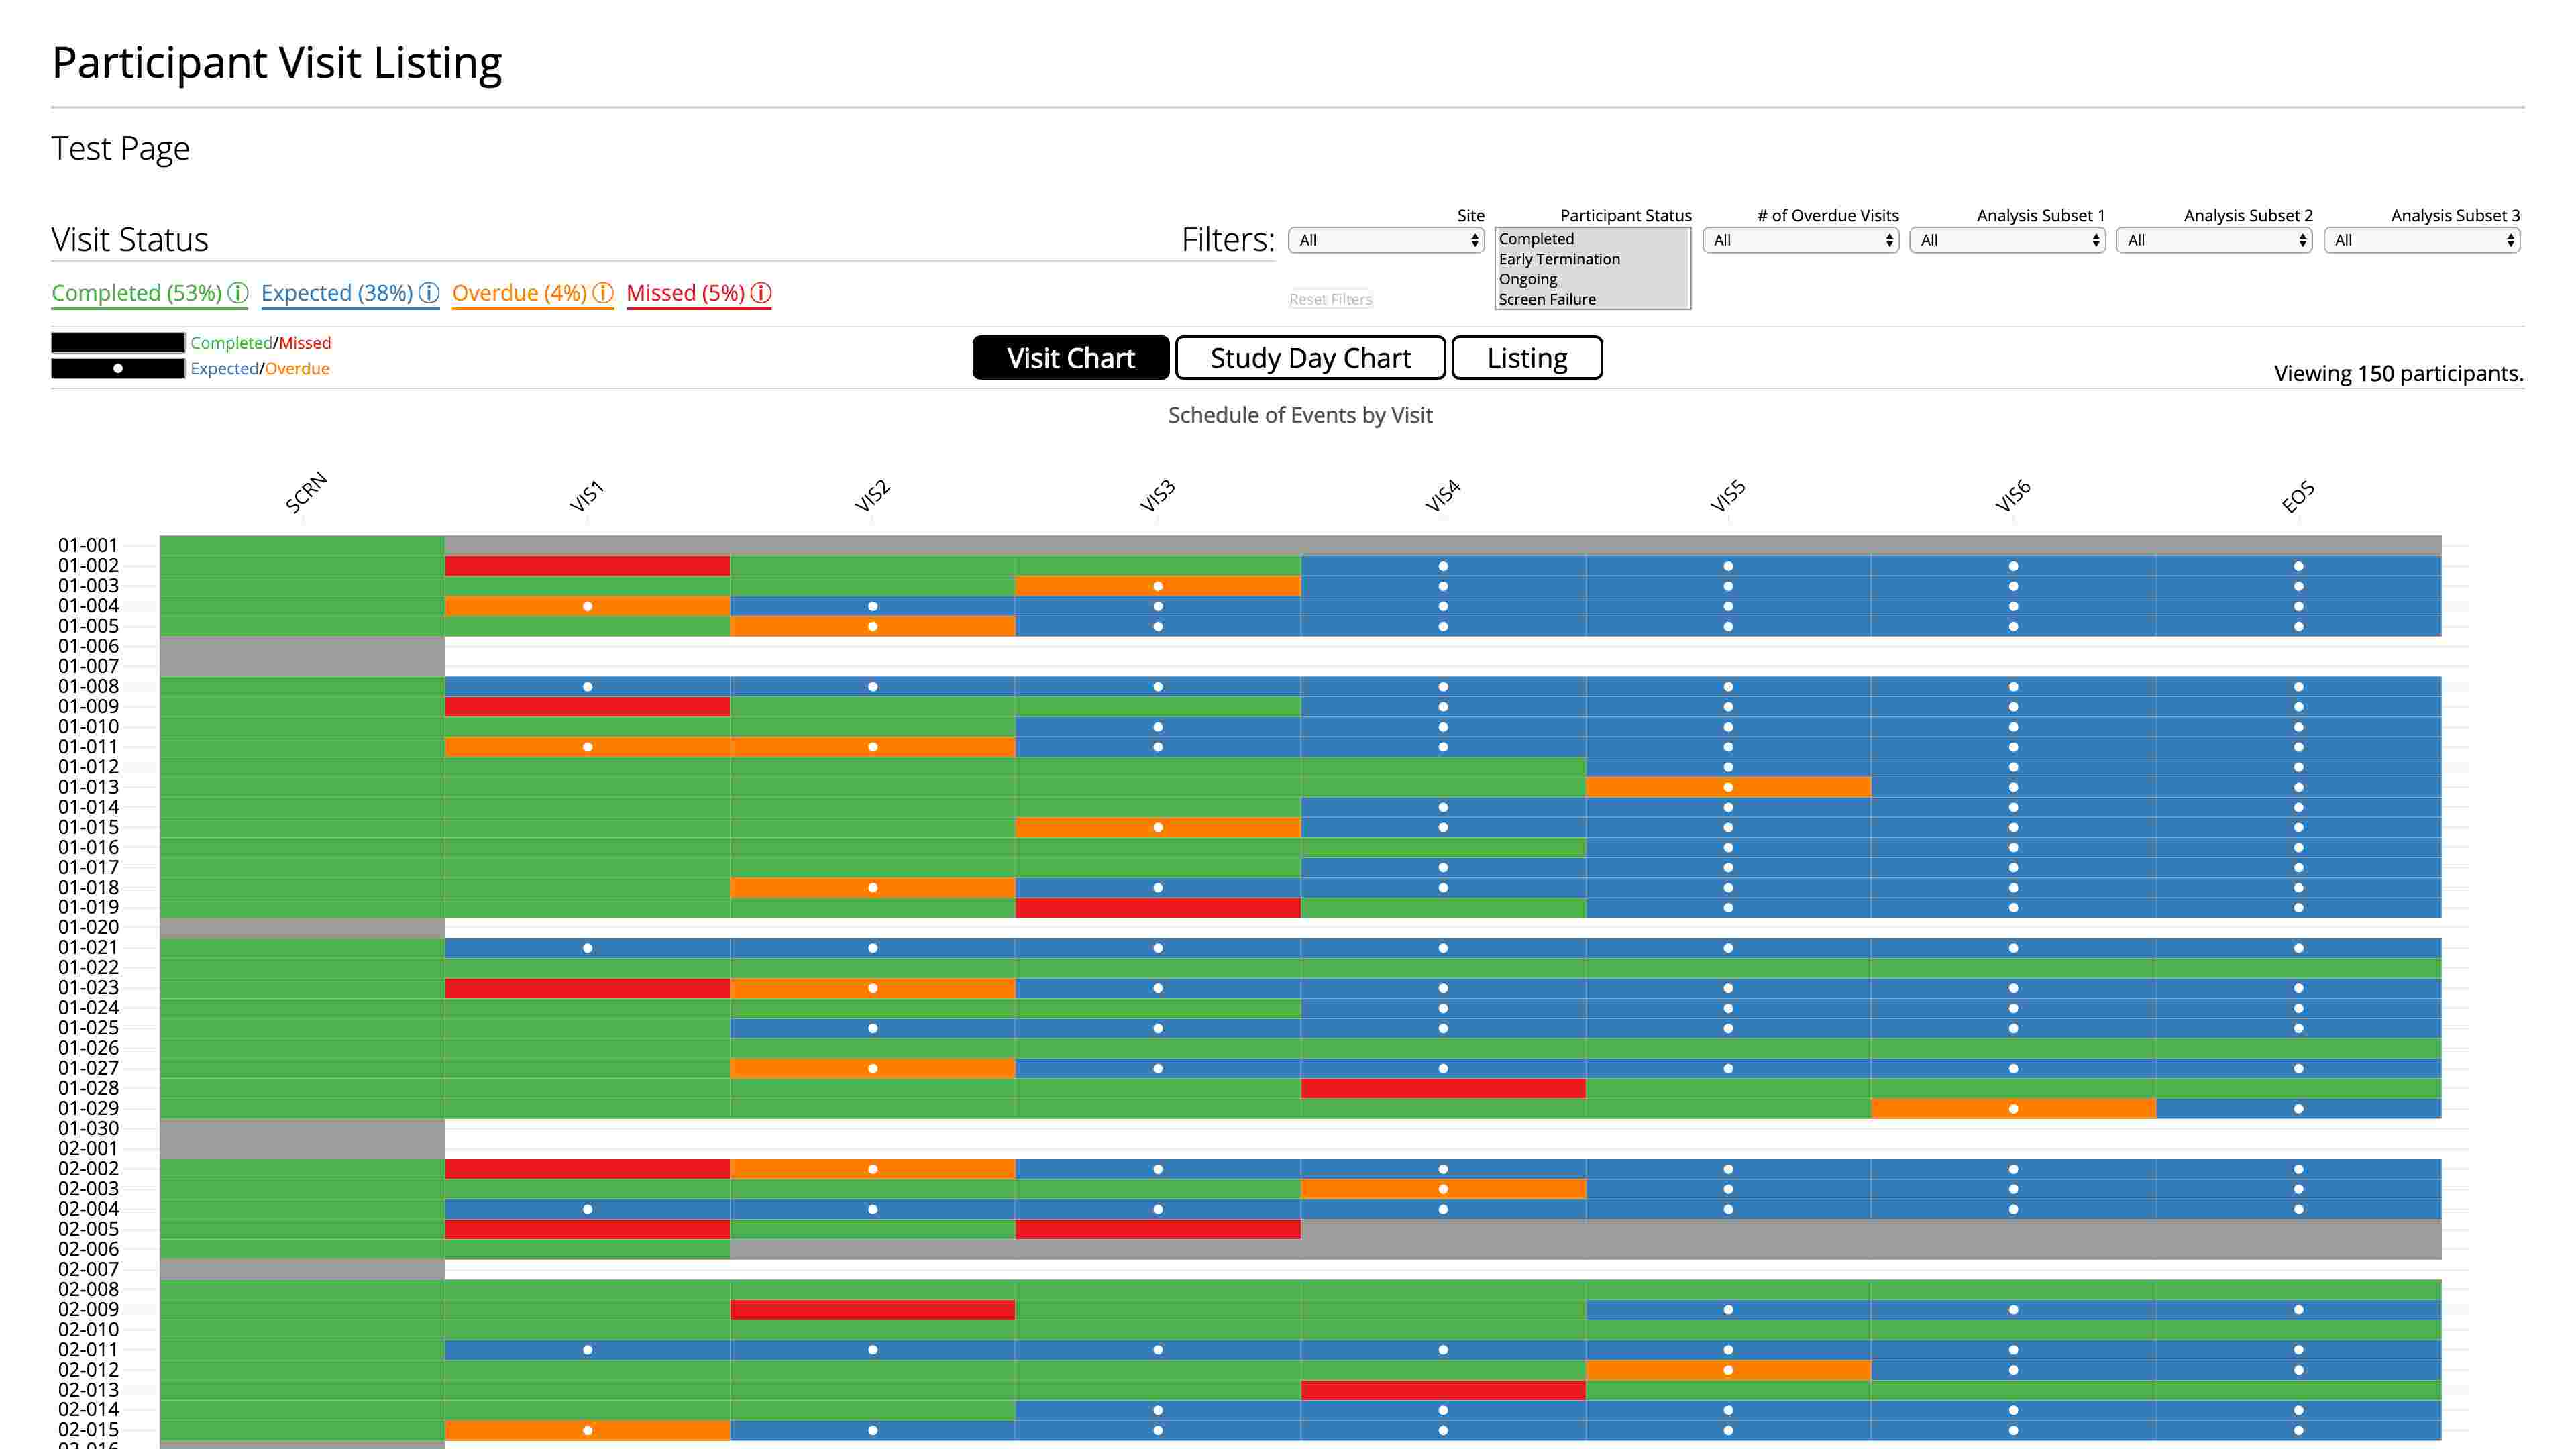 Participant Visit Listing
Test Page
Visit Status
Filters:
Site
All
Participant Status
Completed
Early Termination
Ongoing
Screen Failure
# of Overdue Visits
All
Analysis Subset 1
All
Analysis Subset 2
All
Analysis Subset 3
All
Completed (53%) ⓘ Expected (38%) ⓘ Overdue (4%) ⓘ Missed (5%) ⓘ
Reset Filters
Completed/Missed
Expected/Overdue
Visit Chart
Study Day Chart
Listing
Viewing 150 participants.
Schedule of Events by Visit
SCRN
VIS1
VIS2
VIS3
VIS4
VIS5
VIS6
EOS
01-001
01-002
01-003
01-004
01-005
01-006
01-007
01-008
01-009
01-010
01-011
01-012
01-013
01-014
01-015
01-016
01-017
01-018
01-019
01-020
01-021
01-022
01-023
01-024
01-025
01-026
01-027
01-028
01-029
01-030
02-001
02-002
02-003
02-004
02-005
02-006
02-007
02-008
02-009
02-010
02-011
02-012
02-013
02-014
02-015
02-016